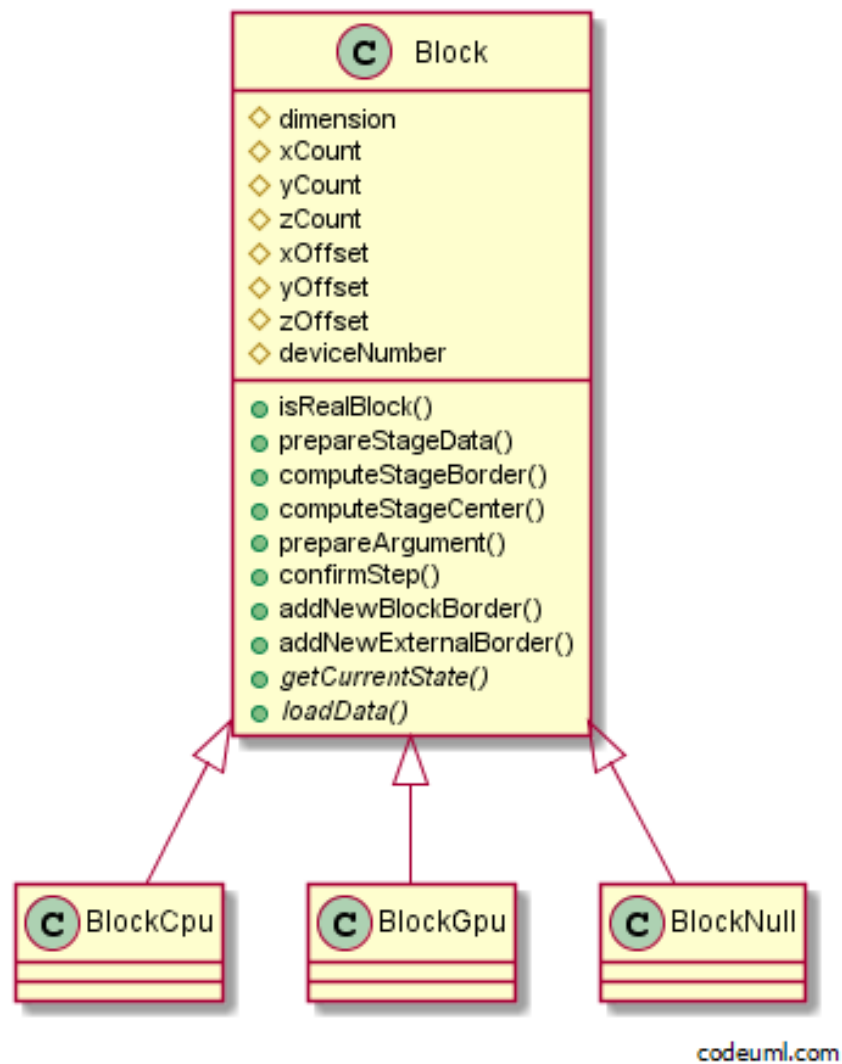 C Block
dimension
xCount
yCount
zCount
xOffset
yOffset
zOffset
deviceNumber
isRealBlock()
prepareStageData()
computeStageBorder()
computeStageCenter()
prepareArgument()
confirmStep()
addNewBlockBorder()
addNewExternalBorder()
getCurrentState()
loadData()
C BlockCpu
C BlockGpu
C BlockNull
codeuml.com